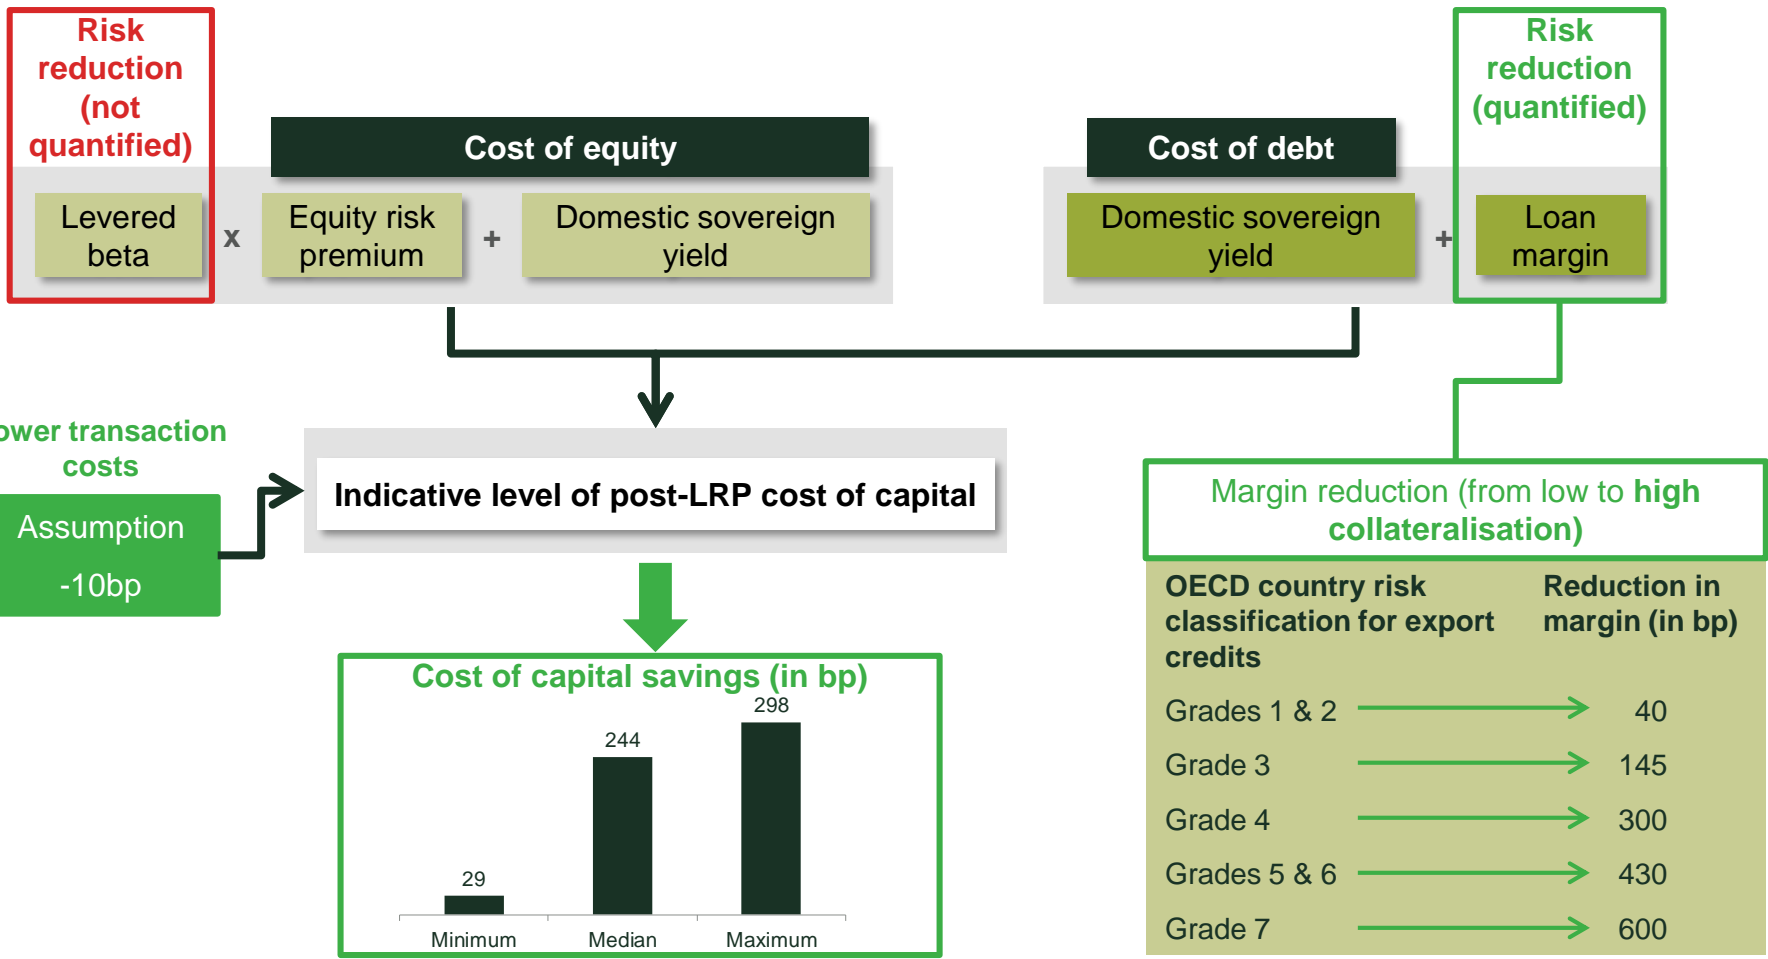 Risk
reduction
(not
quantified)
Cost of equity
Levered
beta
x
Equity risk
premium
+
Domestic sovereign
yield
Cost of debt
Domestic sovereign
yield
+
Risk
reduction
(quantified)
Loan
margin
ower transaction
costs
Assumption
-10bp
Indicative level of post-LRP cost of capital
Cost of capital savings (in bp)
29
244
298
Minimum
Median
Maximum
Margin reduction (from low to high
collateralisation)
OECD country risk
classification for export
credits
Reduction in
margin (in bp)
Grades 1 & 2
40
Grade 3
145
Grade 4
300
Grades 5 & 6
430
Grade 7
600